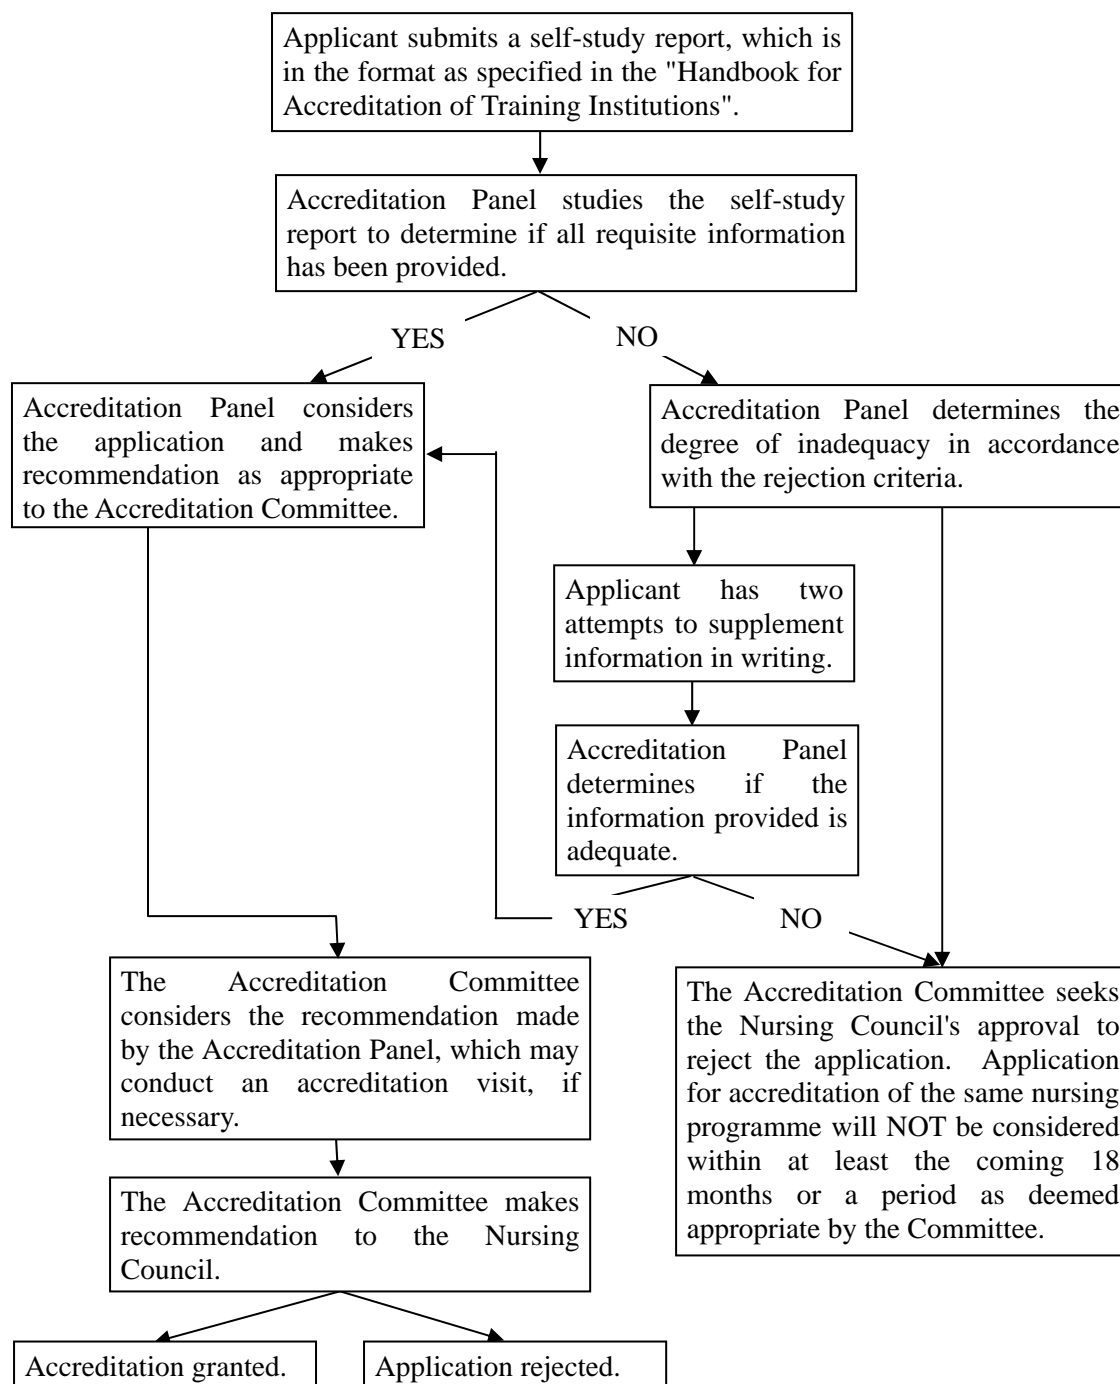 Applicant submits a self-study report, which is
in the format as specified in the "Handbook for
Accreditation of Training Institutions".
Accreditation Panel studies the self-study
report to determine if all requisite information
has been provided.
YES
NO
Accreditation Panel considers
the application and makes
recommendation as appropriate
to the Accreditation Committee.
Accreditation Panel determines the
degree of inadequacy in accordance
with the rejection criteria.
Applicant has two
attempts to supplement
information in writing.
Accreditation Panel
determines if the
information provided is
adequate.
YES
NO
The Accreditation Committee
considers the recommendation made
by the Accreditation Panel, which may
conduct an accreditation visit, if
necessary.
The Accreditation Committee seeks
the Nursing Council's approval to
reject the application. Application
for accreditation of the same nursing
programme will NOT be considered
within at least the coming 18
months or a period as deemed
appropriate by the Committee.
The Accreditation Committee makes
recommendation to the Nursing
Council.
Accreditation granted.
Application rejected.